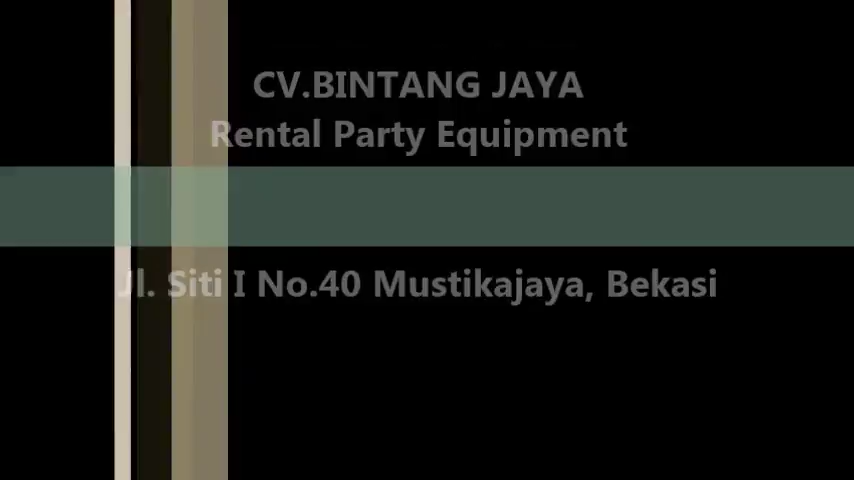 CV.BINTANG JAYA
Rental Party Equipment
Jl. Siti I No.40 Mustikajaya, Bekasi